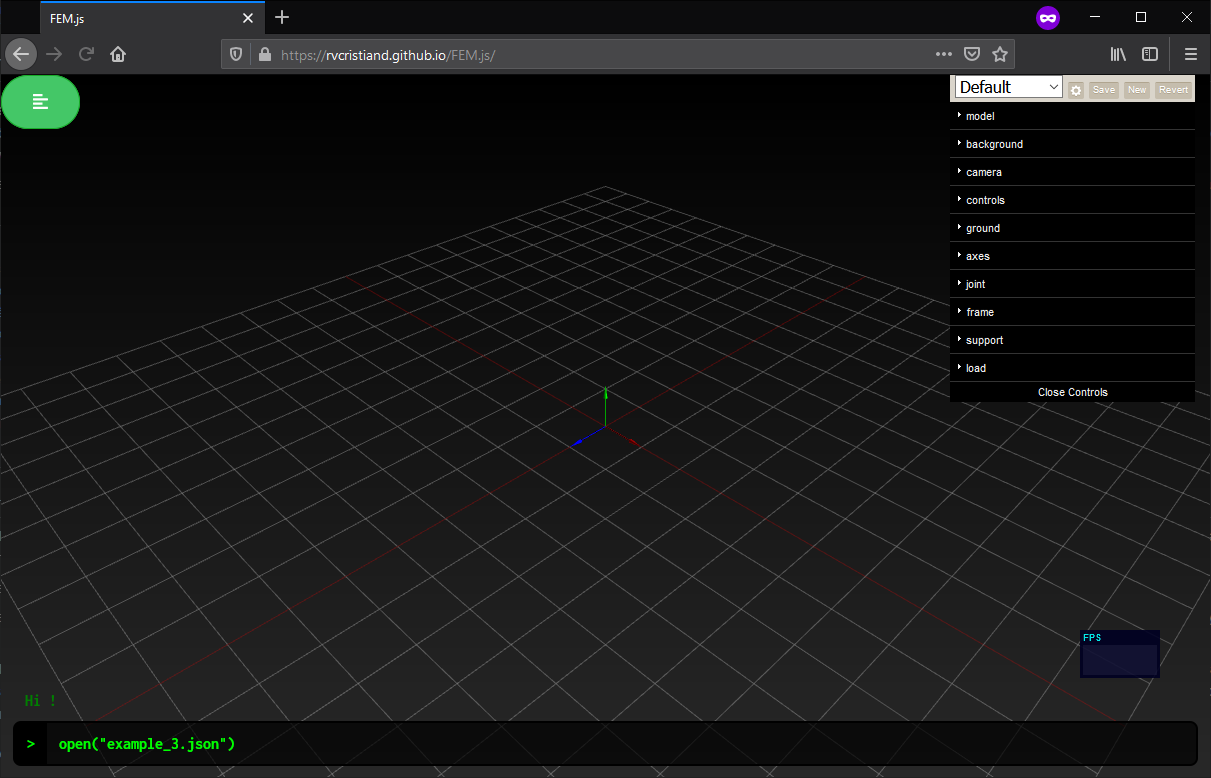 FEM.js
https://rvcristiand.github.io/FEM.js/
Default
Save
New
Revert
model
background
camera
controls
ground
axes
joint
frame
support
load
Close Controls
FPS
Hi !
> open("example_3.json")